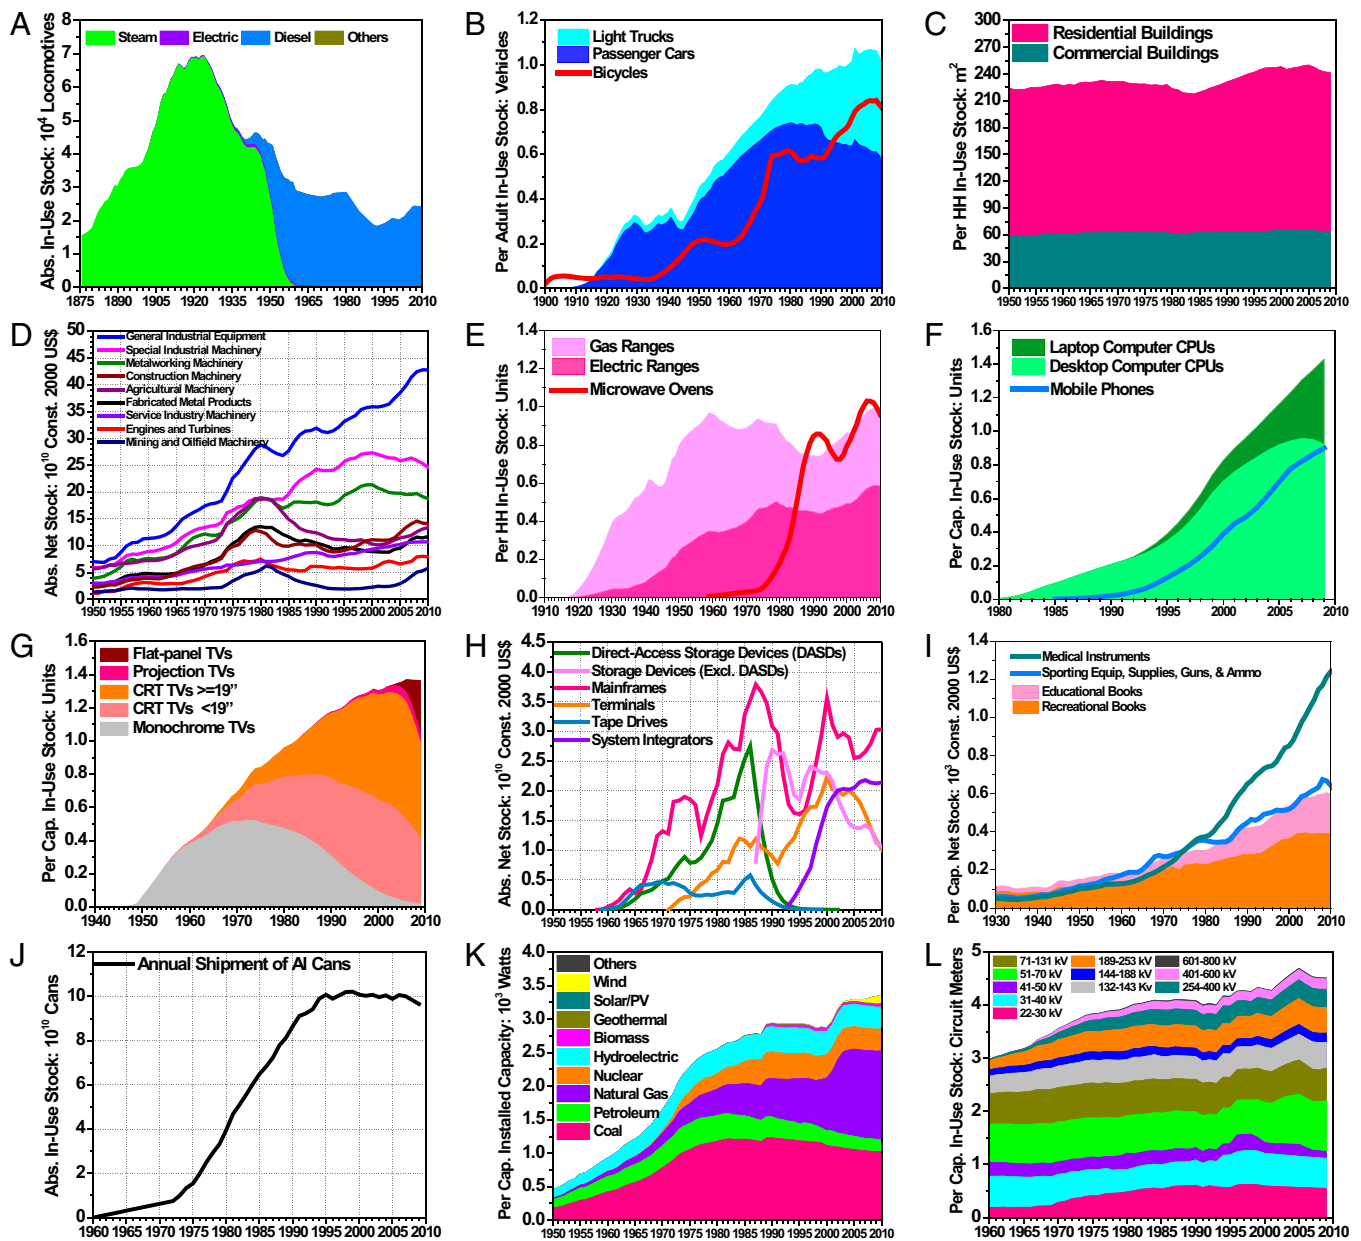 A
Abs. In-Use Stock: 10⁴ Locomotives
Steam Electric Diesel Others
8
7
6
5
4
3
2
1
0
1875 1890 1905 1920 1935 1950 1965 1980 1995 2010
B
Per Adult In-Use Stock: Vehicles
Light Trucks
Passenger Cars
Bicycles
1.2
1.0
0.8
0.6
0.4
0.2
0.0
1900 1910 1920 1930 1940 1950 1960 1970 1980 1990 2000 2010
C
Per HH In-Use Stock: m²
Residential Buildings
Commercial Buildings
300
270
240
210
180
150
120
90
60
30
0
1950 1955 1960 1965 1970 1975 1980 1985 1990 1995 2000 2005 2010
D
Abs. Net Stock: 10¹⁰ Const. 2000 US$
General Industrial Equipment
Special Industrial Machinery
Metalworking Machinery
Construction Machinery
Agricultural Machinery
Fabricated Metal Products
Service Industry Machinery
Engines and Turbines
Mining and Oilfield Machinery
50
45
40
35
30
25
20
15
10
5
0
1950 1955 1960 1965 1970 1975 1980 1985 1990 1995 2000 2005 2010
E
Per HH In-Use Stock: Units
Gas Ranges
Electric Ranges
Microwave Ovens
1.4
1.2
1.0
0.8
0.6
0.4
0.2
0.0
1910 1920 1930 1940 1950 1960 1970 1980 1990 2000 2010
F
Per Cap. In-Use Stock: Units
Laptop Computer CPUs
Desktop Computer CPUs
Mobile Phones
1.6
1.4
1.2
1.0
0.8
0.6
0.4
0.2
0.0
1980 1985 1990 1995 2000 2005 2010
G
Per Cap. In-Use Stock: Units
Flat-panel TVs
Projection TVs
CRT TVs >=19”
CRT TVs <19”
Monochrome TVs
1.6
1.4
1.2
1.0
0.8
0.6
0.4
0.2
0.0
1940 1950 1960 1970 1980 1990 2000 2010
H
Abs. Net Stock: 10¹⁰ Const. 2000 US$
Direct-Access Storage Devices (DASDs)
Storage Devices (Excl. DASDs)
Mainframes
Terminals
Tape Drives
System Integrators
4.5
4.0
3.5
3.0
2.5
2.0
1.5
1.0
0.5
0.0
1950 1955 1960 1965 1970 1975 1980 1985 1990 1995 2000 2005 2010
I
Per Cap. Net Stock: 10³ Const. 2000 US$
Medical Instruments
Sporting Equip, Supplies, Guns, & Ammo
Educational Books
Recreational Books
1.4
1.2
1.0
0.8
0.6
0.4
0.2
0.0
1930 1940 1950 1960 1970 1980 1990 2000 2010
J
Abs. In-Use Stock: 10¹⁰ Cans
Annual Shipment of Al Cans
12
10
8
6
4
2
0
1960 1965 1970 1975 1980 1985 1990 1995 2000 2005 2010
K
Per Cap. Installed Capacity: 10³ Watts
Others
Wind
Solar/PV
Geothermal
Biomass
Hydroelectric
Nuclear
Natural Gas
Petroleum
Coal
4.0
3.5
3.0
2.5
2.0
1.5
1.0
0.5
0.0
1950 1955 1960 1965 1970 1975 1980 1985 1990 1995 2000 2005 2010
L
Per Cap. In-Use Stock: Circuit Meters
71-131 kV 189-253 kV 601-800 kV
51-70 kV 144-188 kV 401-600 kV
41-50 kV 132-143 Kv 254-400 kV
31-40 kV
22-30 kV
5
4
3
2
1
0
1960 1970 1980 1990 2000 2010